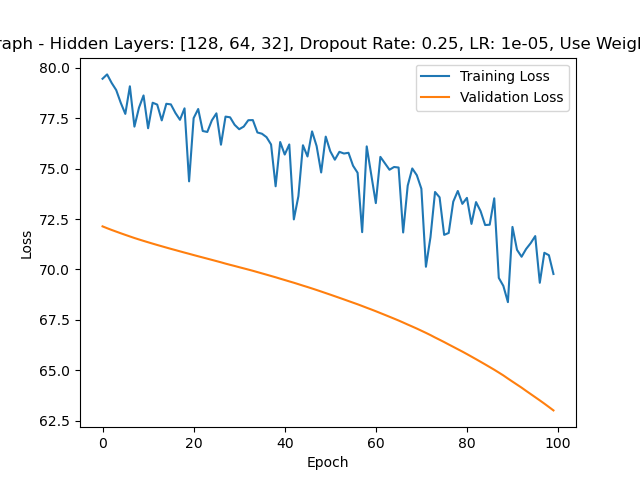 Hidden Layers: [128, 64, 32], Dropout Rate: 0.25, LR: 1e-05, Use
Training Loss
Validation Loss
80.0
77.5
75.0
72.5
70.0
67.5
65.0
62.5
Loss
0 20 40 60 80 100
Epoch